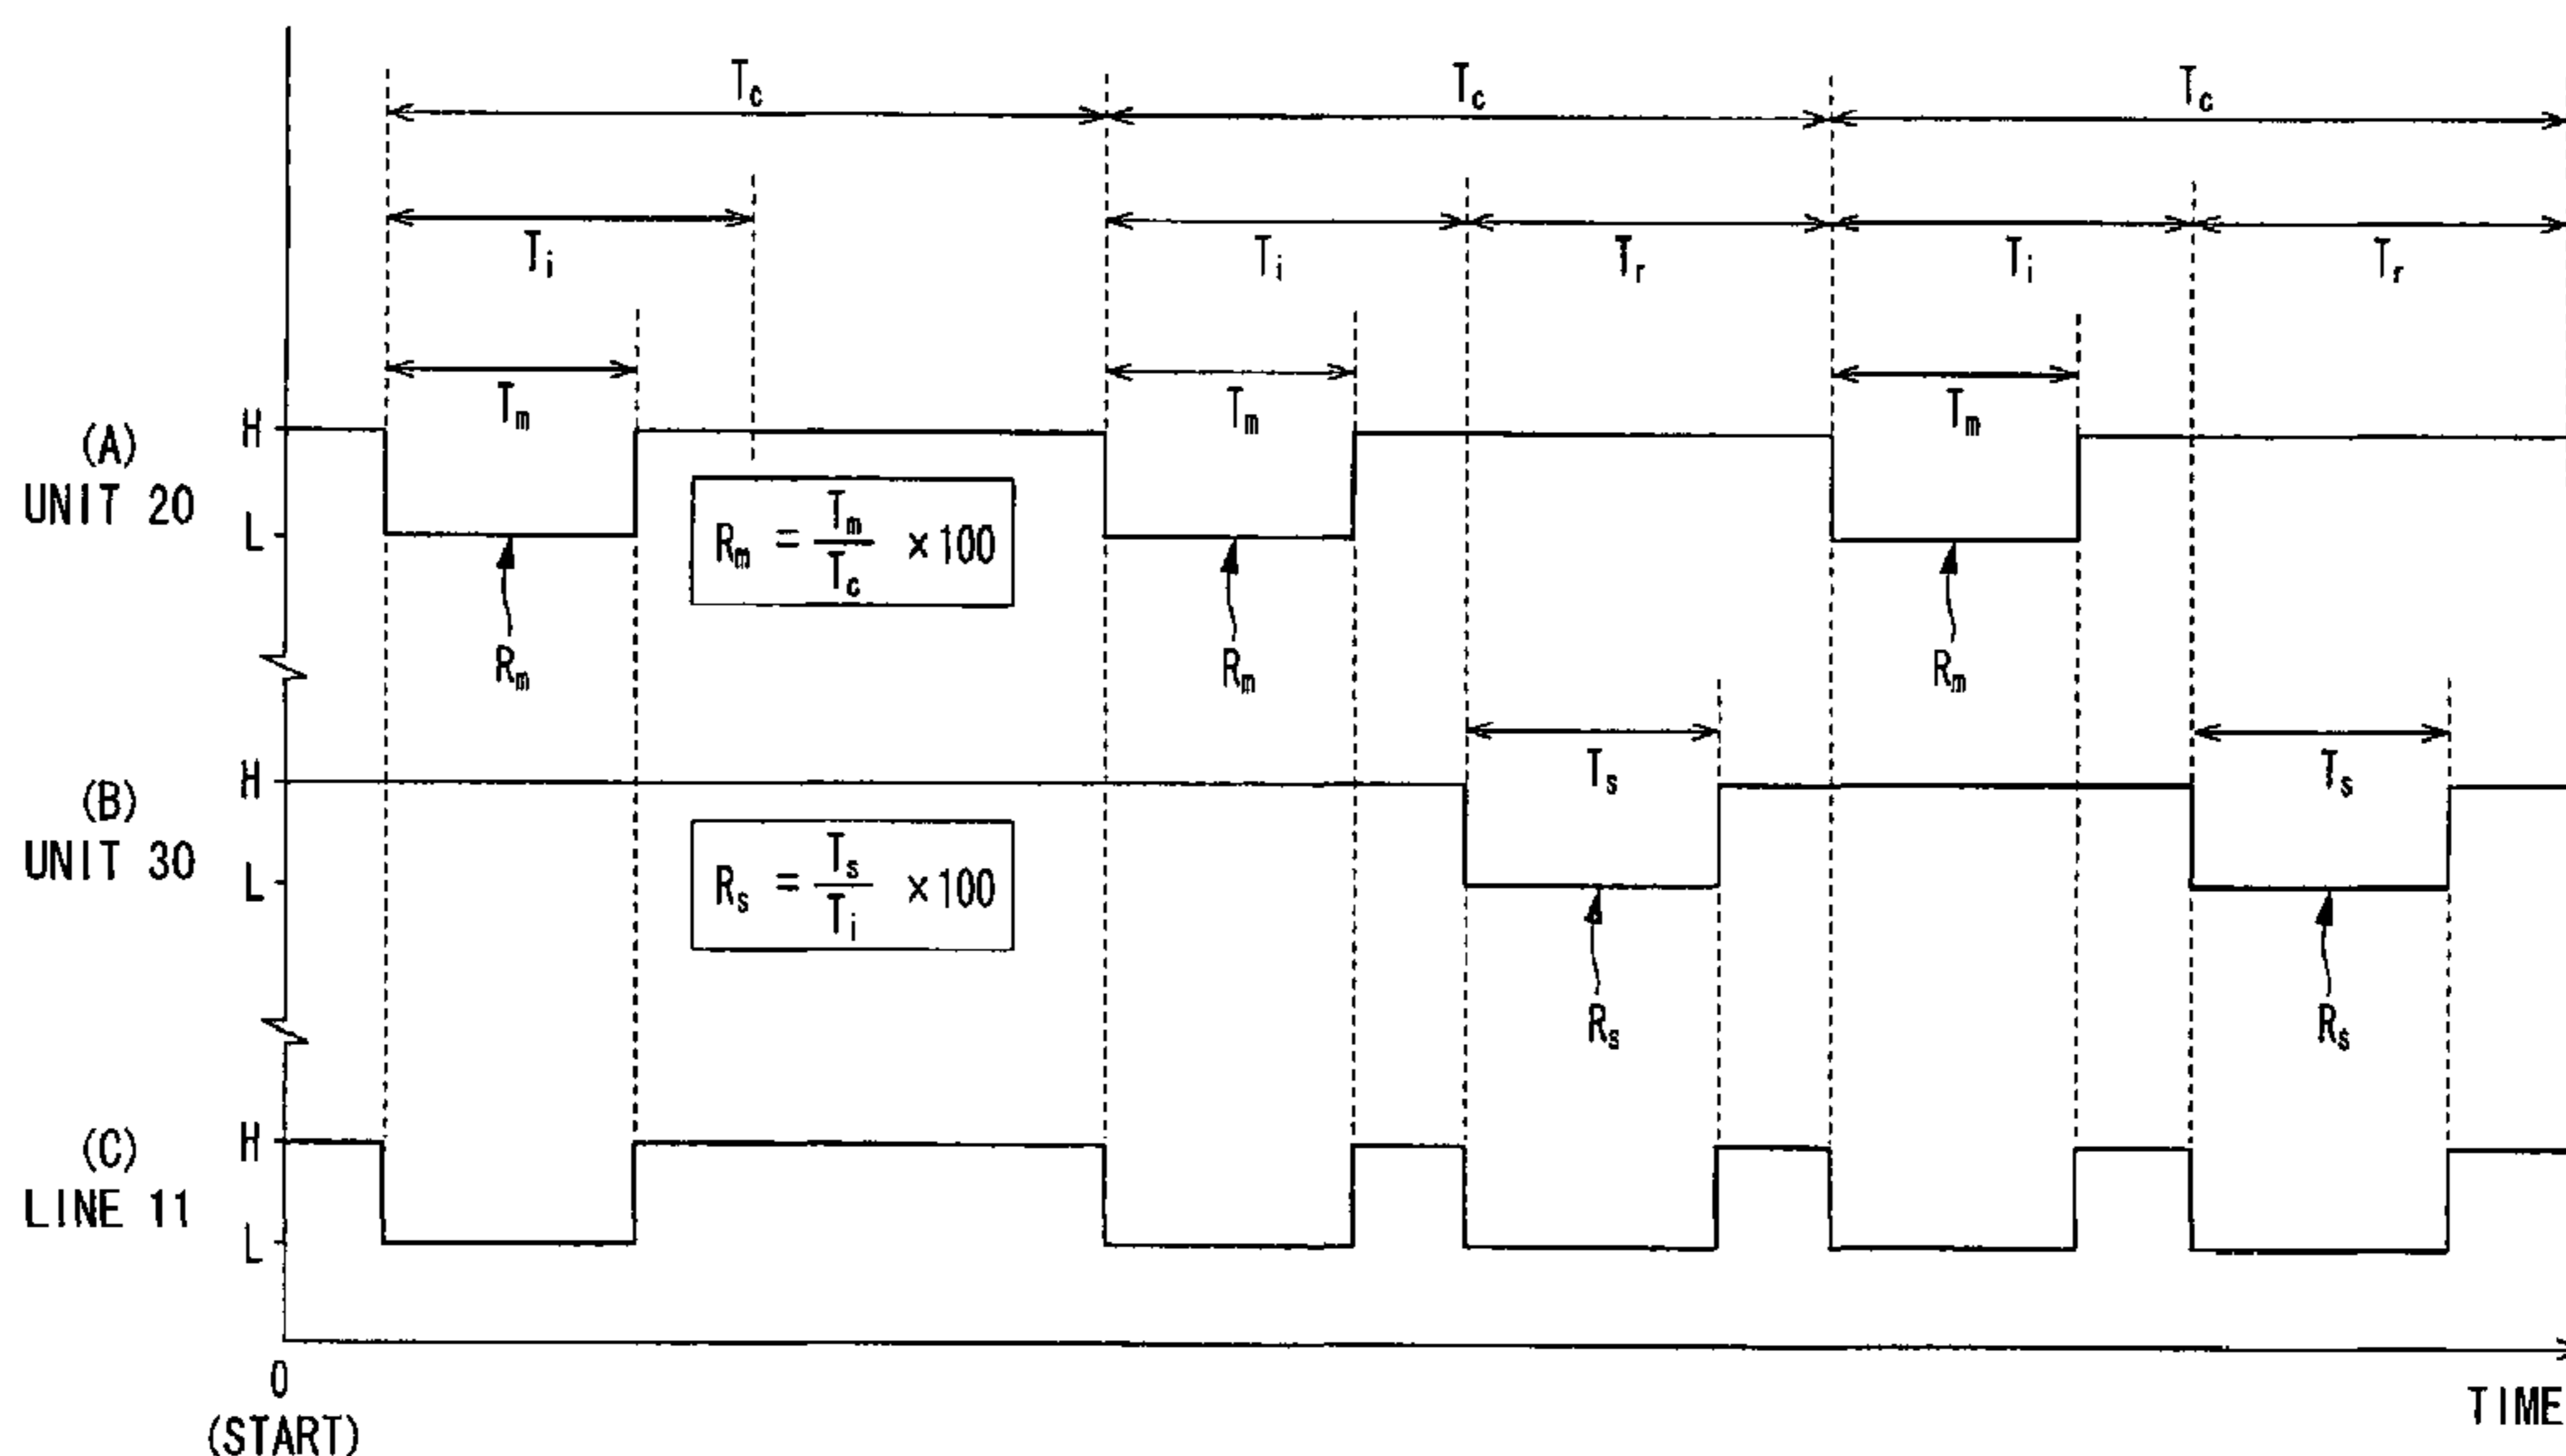 Tc Tc Tc
Ti Ti Tr Ti Tr
Tm Tm Tm
(A)
UNIT 20
H
L
Rm = Tm / Tc ×100
Rm Rm Rm
Ts Ts
(B)
UNIT 30
H
L
Rs = Ts / Ti ×100
Rs Rs
(C)
LINE 11
H
L
0
(START)
TIME